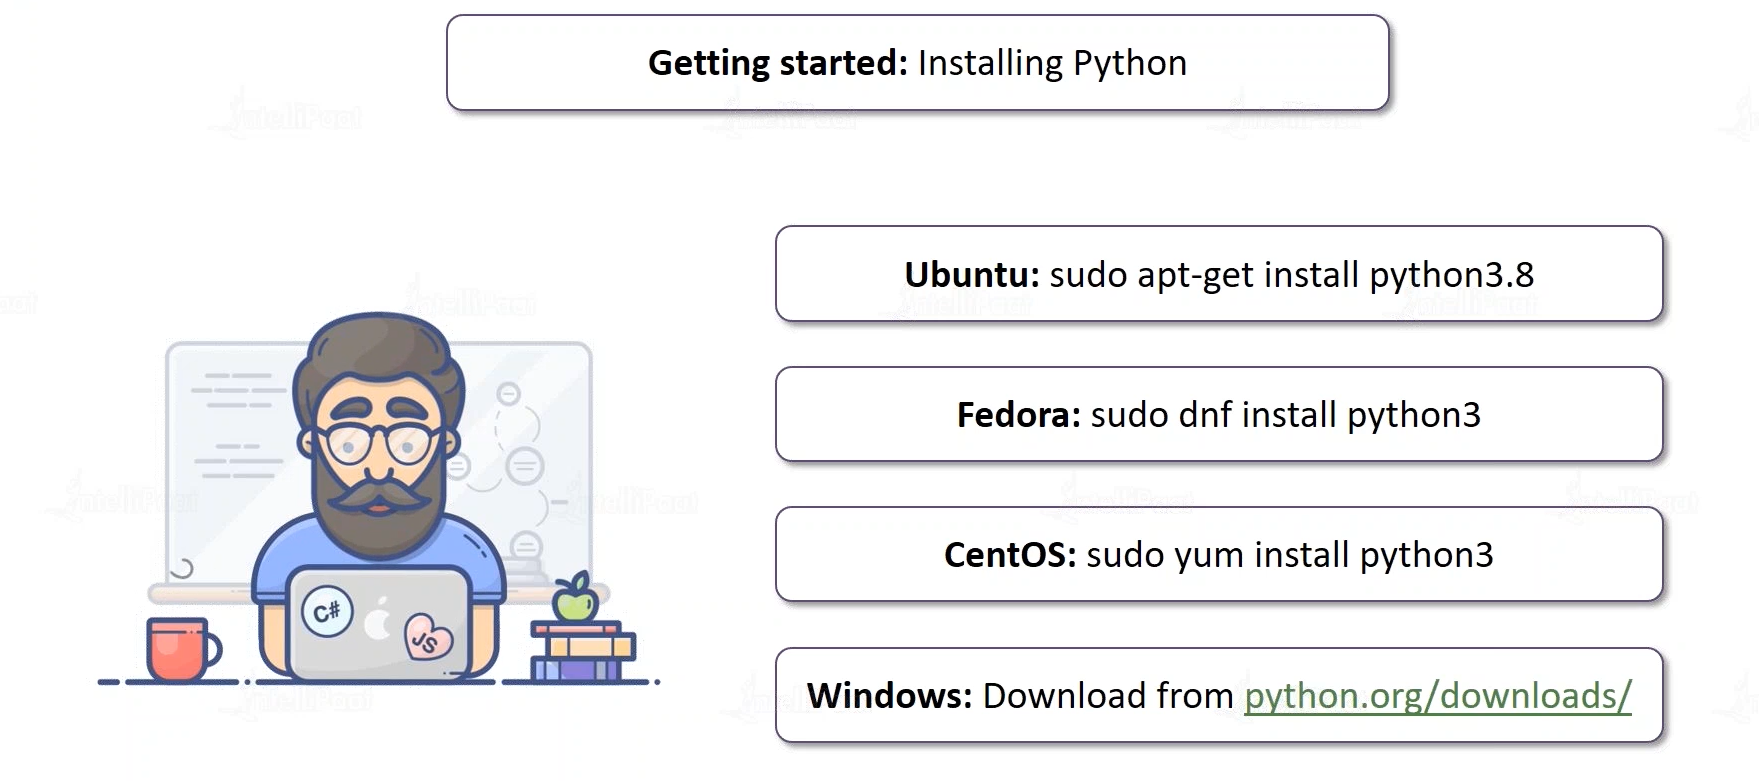 Getting started: Installing Python
Ubuntu: sudo apt-get install python3.8
Fedora: sudo dnf install python3
CentOS: sudo yum install python3
Windows: Download from python.org/downloads/
C#
JS
IntelliPaat